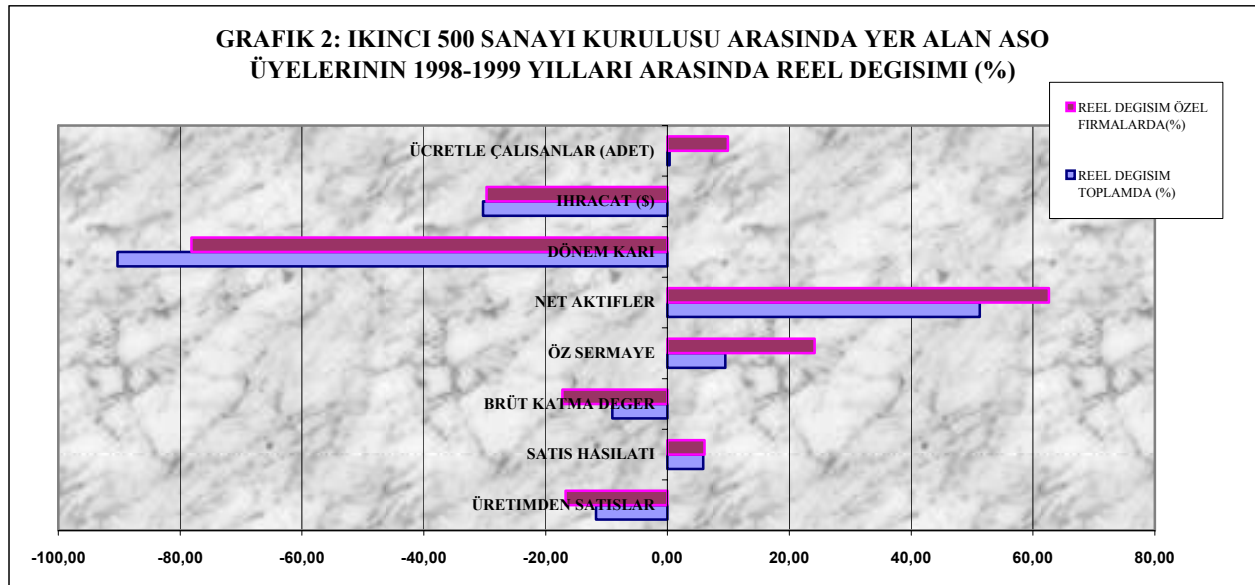 GRAFIK 2: IKINCI 500 SANAYI KURULUSU ARASINDA YER ALAN ASO
ÜYELERININ 1998-1999 YILLARI ARASINDA REEL DEGISIMI (%)
REEL DEGISIM ÖZEL
FIRMALARDA(%)
REEL DEGISIM
TOPLAMDA (%)
ÜCRETLE ÇALISANLAR (ADET)
IHRACAT ($)
DÖNEM KARI
NET AKTIFLER
ÖZ SERMAYE
BRÜT KATMA DEGER
SATIS HASILATI
ÜRETIMDEN SATISLAR
-100,00 -80,00 -60,00 -40,00 -20,00 0,00 20,00 40,00 60,00 80,00